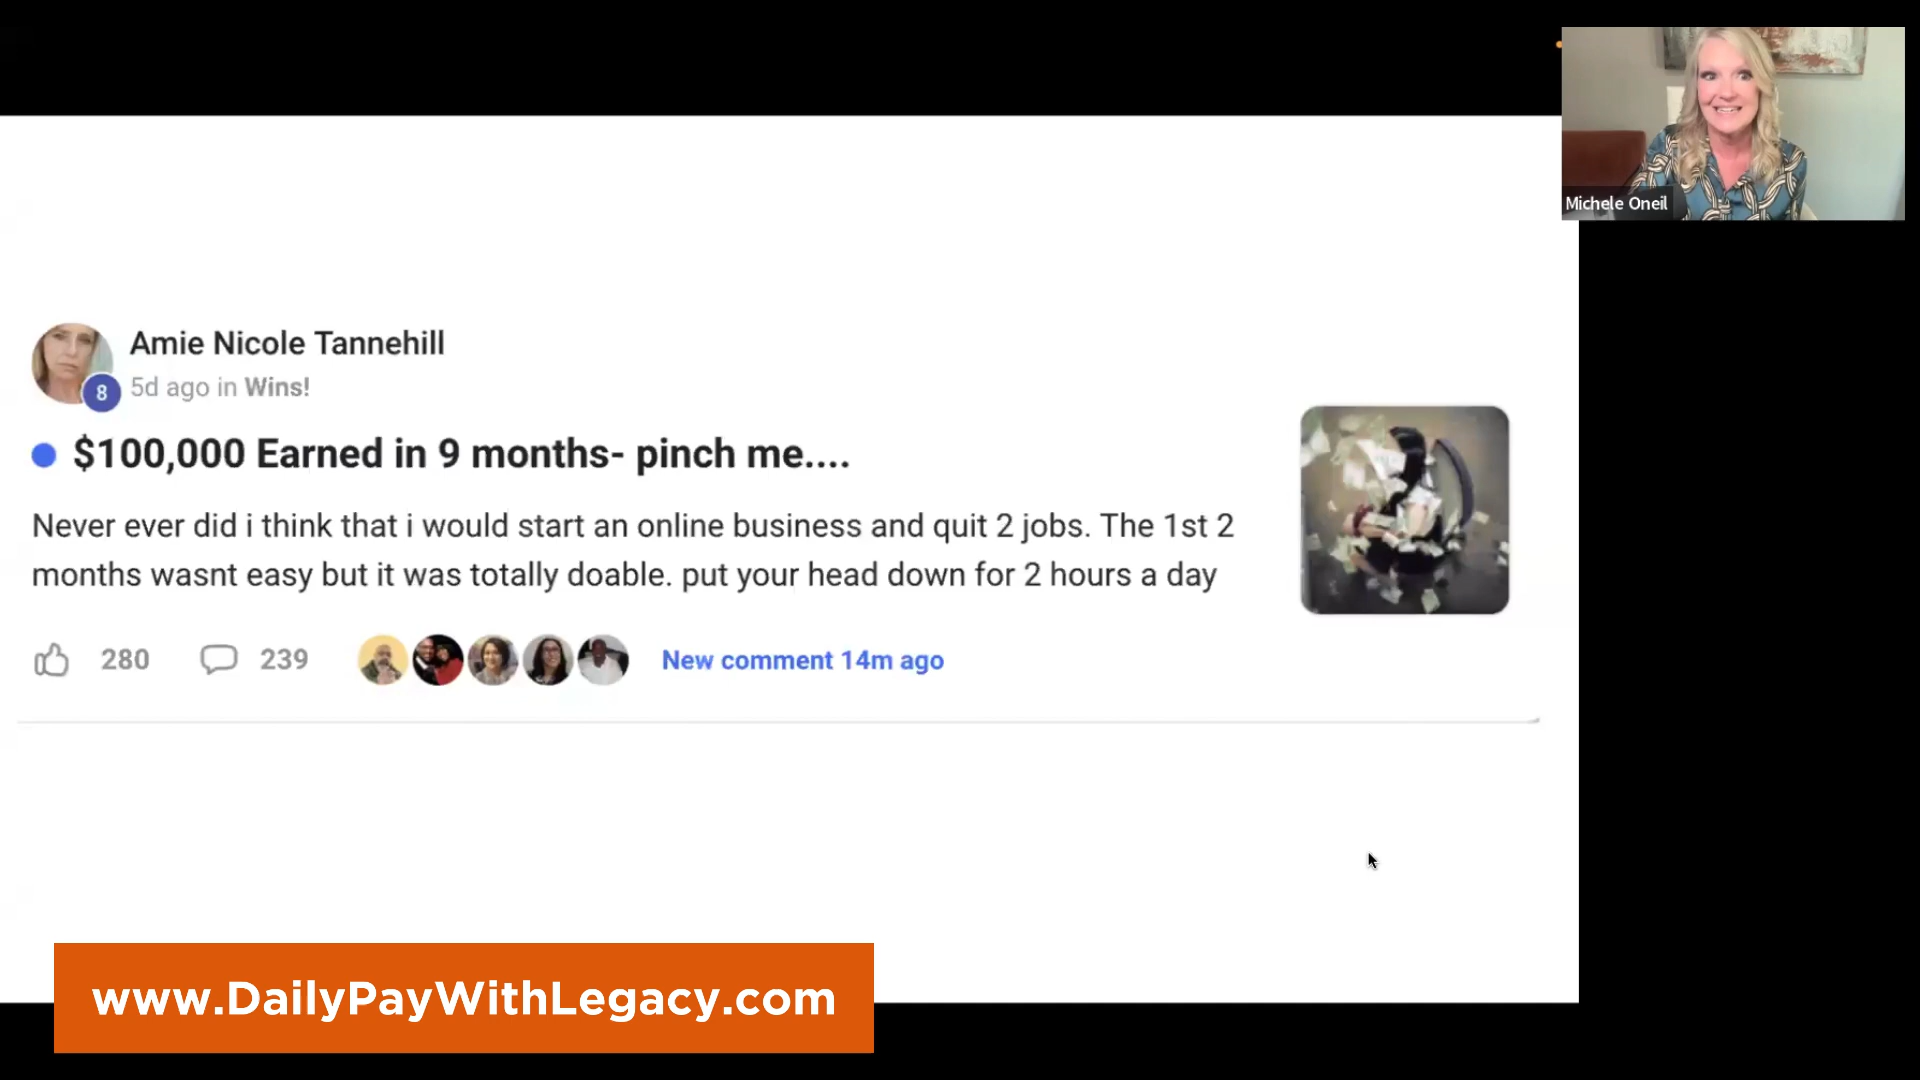 Michele Oneil
Amie Nicole Tannehill
8
5d ago in Wins!
$100,000 Earned in 9 months- pinch me....
Never ever did i think that i would start an online business and quit 2 jobs. The 1st 2
months wasnt easy but it was totally doable. put your head down for 2 hours a day
280 239 New comment 14m ago
www.DailyPayWithLegacy.com